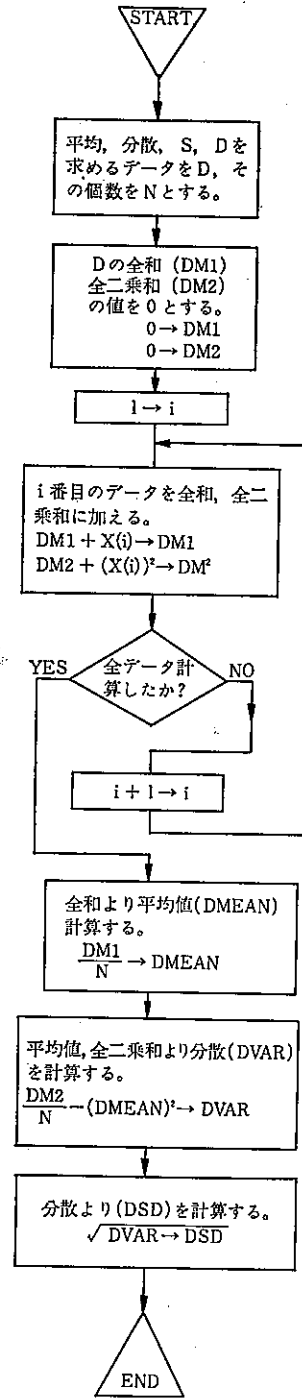 START
平均, 分散, S, Dを
求めるデータをD, そ
の個数をNとする。
Dの全和 (DM1)
全二乗和 (DM2)
の値を0とする。
0→DM1
0→DM2
1→i
i番目のデータを全和, 全二
乗和に加える。
DM1+X(i)→DM1
DM2+(X(i))²→DM²
YES
全データ計
算したか?
NO
i+1→i
全和より平均値(DMEAN)
計算する。
DM1
N
→DMEAN
平均値,全二乗和より分散(DVAR)
を計算する。
DM2
N
−(DMEAN)²→DVAR
分散より(DSD)を計算する。
√DVAR→DSD
END